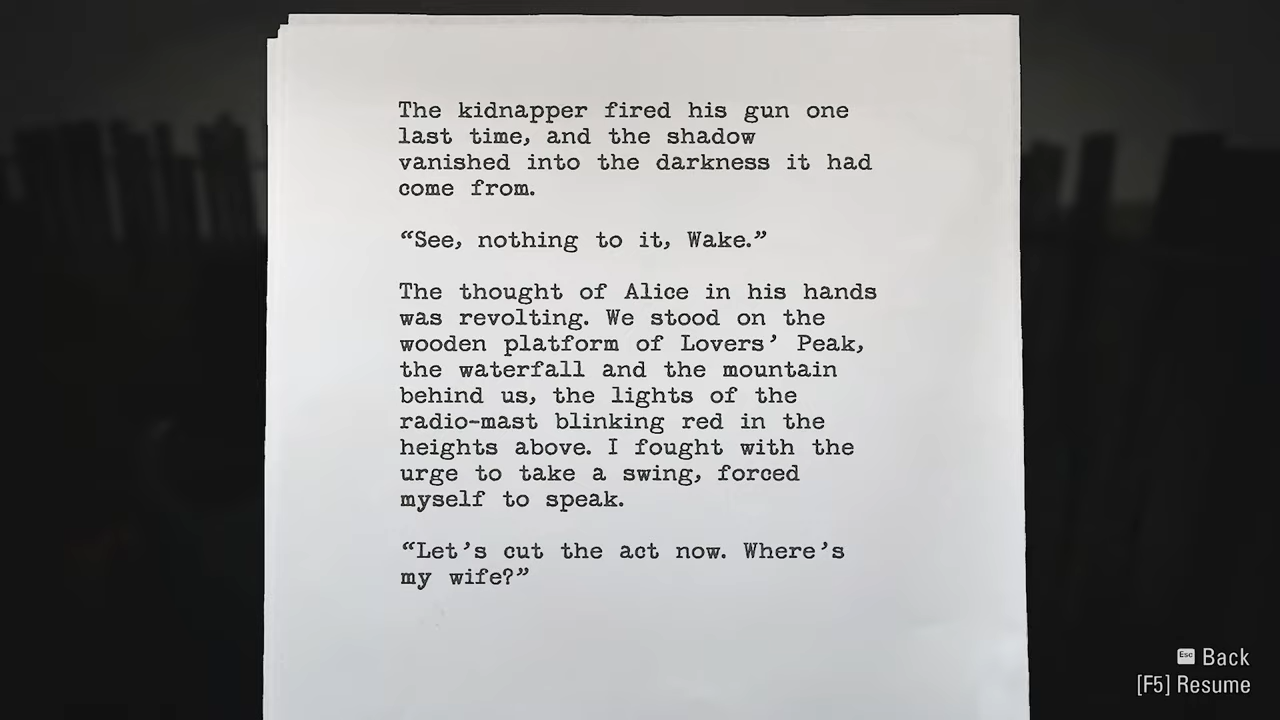 The kidnapper fired his gun one
last time, and the shadow
vanished into the darkness it had
come from.
“See, nothing to it, Wake.”
The thought of Alice in his hands
was revolting. We stood on the
wooden platform of Lovers’ Peak,
the waterfall and the mountain
behind us, the lights of the
radio-mast blinking red in the
heights above. I fought with the
urge to take a swing, forced
myself to speak.
“Let’s cut the act now. Where’s
my wife?”
Esc Back
[F5] Resume